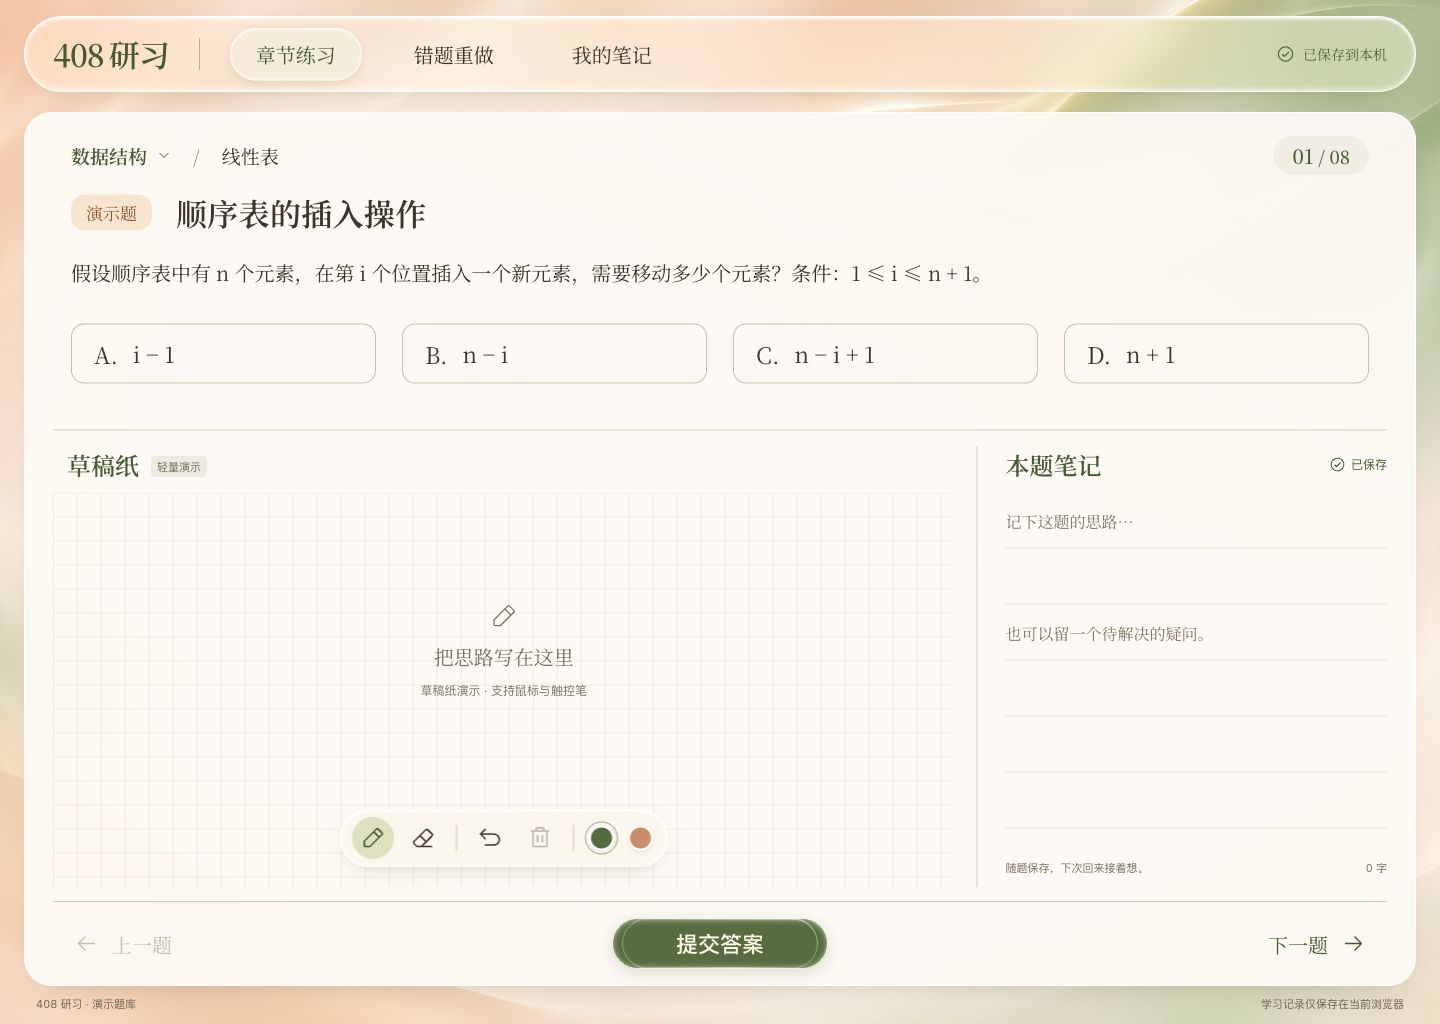 408 研习
章节练习
错题重做
我的笔记
已保存到本机
数据结构 / 线性表
01 / 08
演示题
顺序表的插入操作
假设顺序表中有 n 个元素，在第 i 个位置插入一个新元素，需要移动多少个元素？条件：1 ⩽ i ⩽ n + 1。
A. i − 1
B. n − i
C. n − i + 1
D. n + 1
草稿纸
轻量演示
把思路写在这里
草稿纸演示 · 支持鼠标与触控笔
本题笔记
已保存
记下这题的思路…
也可以留一个待解决的疑问。
随题保存，下次回来接着想。
0 字
上一题
提交答案
下一题
408 研习 · 演示题库
学习记录仅保存在当前浏览器